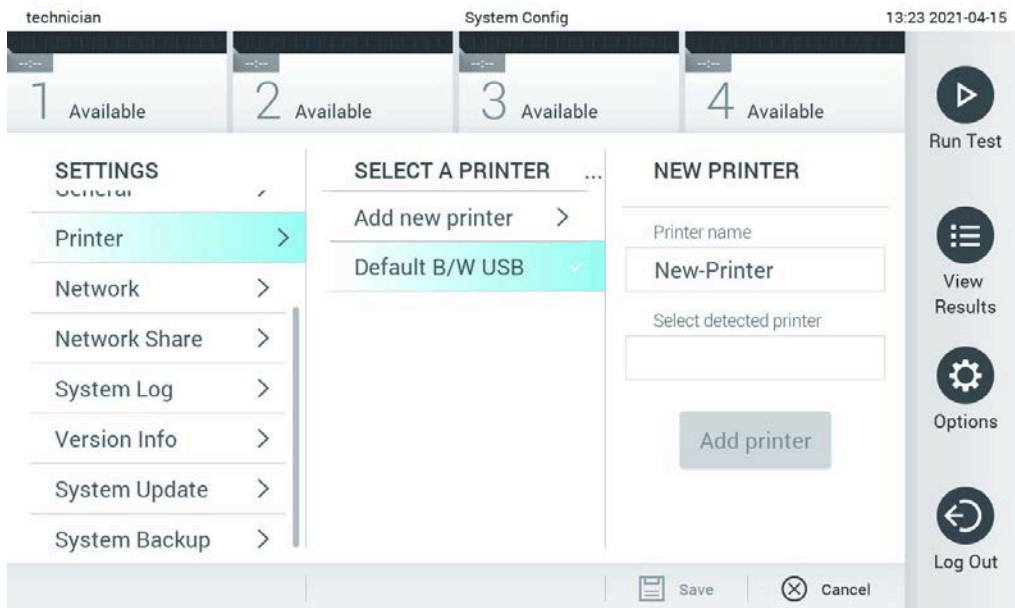 technician System Config 13:23 2021-04-15
--:-- --:-- --:-- --:--
1 Available 2 Available 3 Available 4 Available
Run Test
SETTINGS SELECT A PRINTER ... NEW PRINTER
General
Add new printer
Printer name
Printer
Default B/W USB
New-Printer
View
Results
Network
Select detected printer
Network Share
System Log
Options
Version Info
Add printer
System Update
System Backup
Log Out
Save Cancel